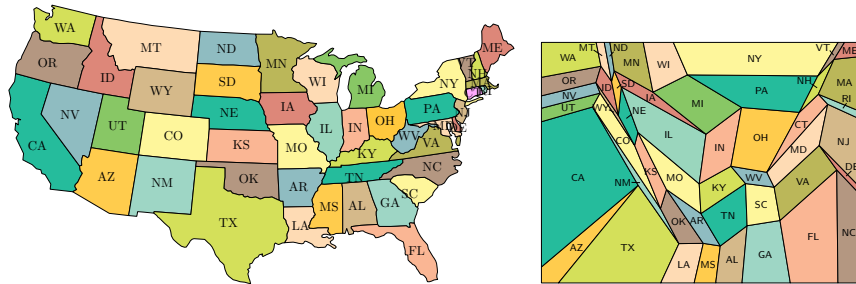 WA
MT
ND
MN
ME
OR
ID
WI
VT
NH
SD
WY
NY
MI
NV
NE
IA
PA
UT
IL
OH
NJ
CA
CO
IN
WV
KS
MO
VA
KY
NC
AZ
NM
OK
TN
AR
SC
MS
AL
GA
TX
LA
FL
WA
MT
ND
MN
WI
NY
VT
ME
OR
ID
SD
NH
MA
NV
IA
PA
RI
UT
WY
NE
MI
CO
IL
IN
OH
CT
MD
NJ
CA
KS
MO
WV
DE
NM
KY
VA
SC
OK
AR
TN
NC
AZ
TX
LA
MS
AL
GA
FL